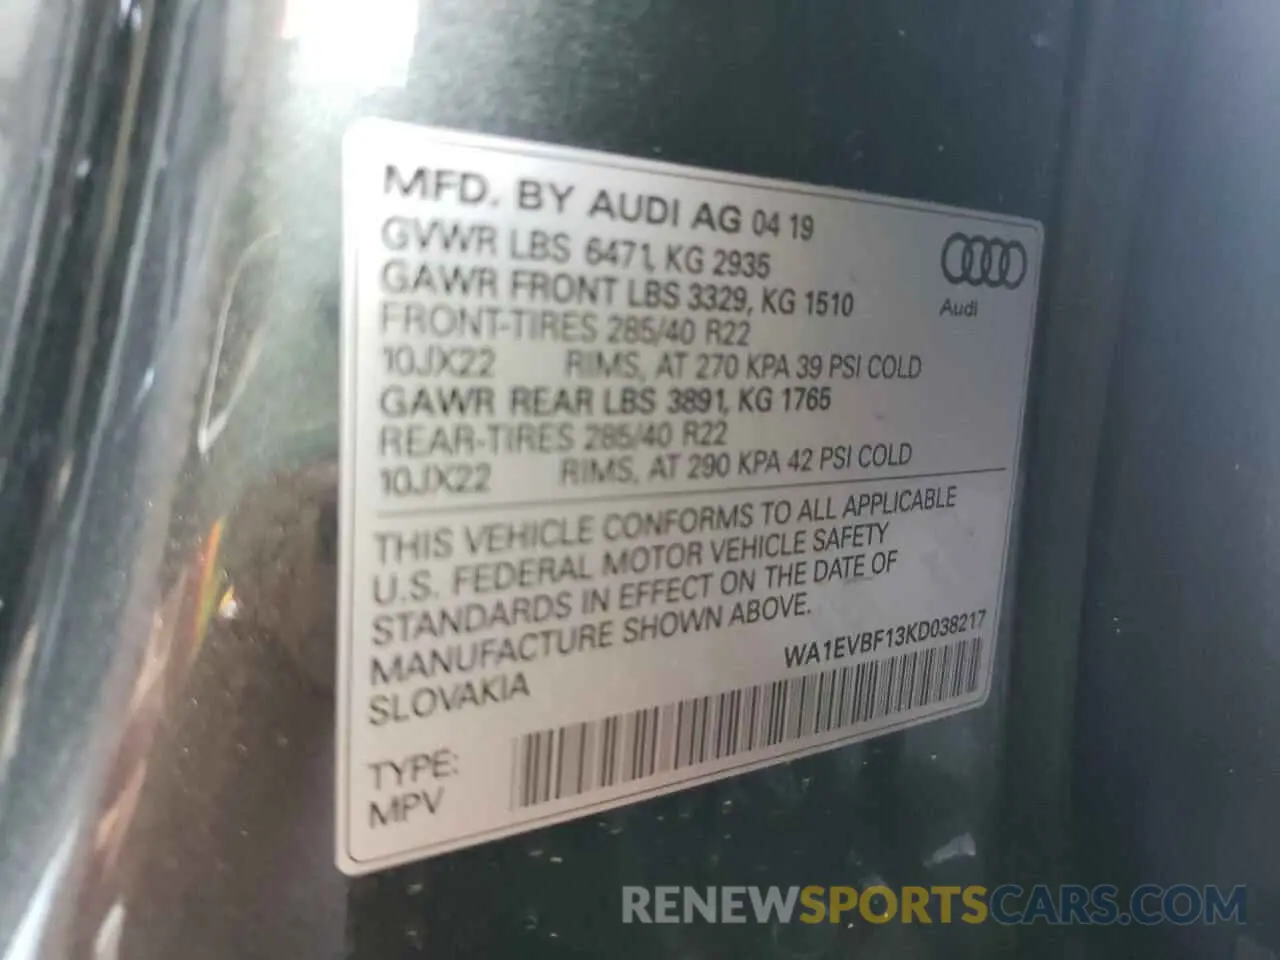 MFD. BY AUDI AG 04 19
GVWR LBS 6471, KG 2935
GAWR FRONT LBS 3329, KG 1510
FRONT-TIRES 285/40 R22
10JX22 RIMS, AT 270 KPA 39 PSI COLD
GAWR REAR LBS 3891, KG 1765
REAR-TIRES 285/40 R22
10JX22 RIMS, AT 290 KPA 42 PSI COLD
Audi
THIS VEHICLE CONFORMS TO ALL APPLICABLE
U.S. FEDERAL MOTOR VEHICLE SAFETY
STANDARDS IN EFFECT ON THE DATE OF
MANUFACTURE SHOWN ABOVE.
SLOVAKIA
WA1EVBF13KD038217
TYPE:
MPV
RENEWSPORTSCARS.COM